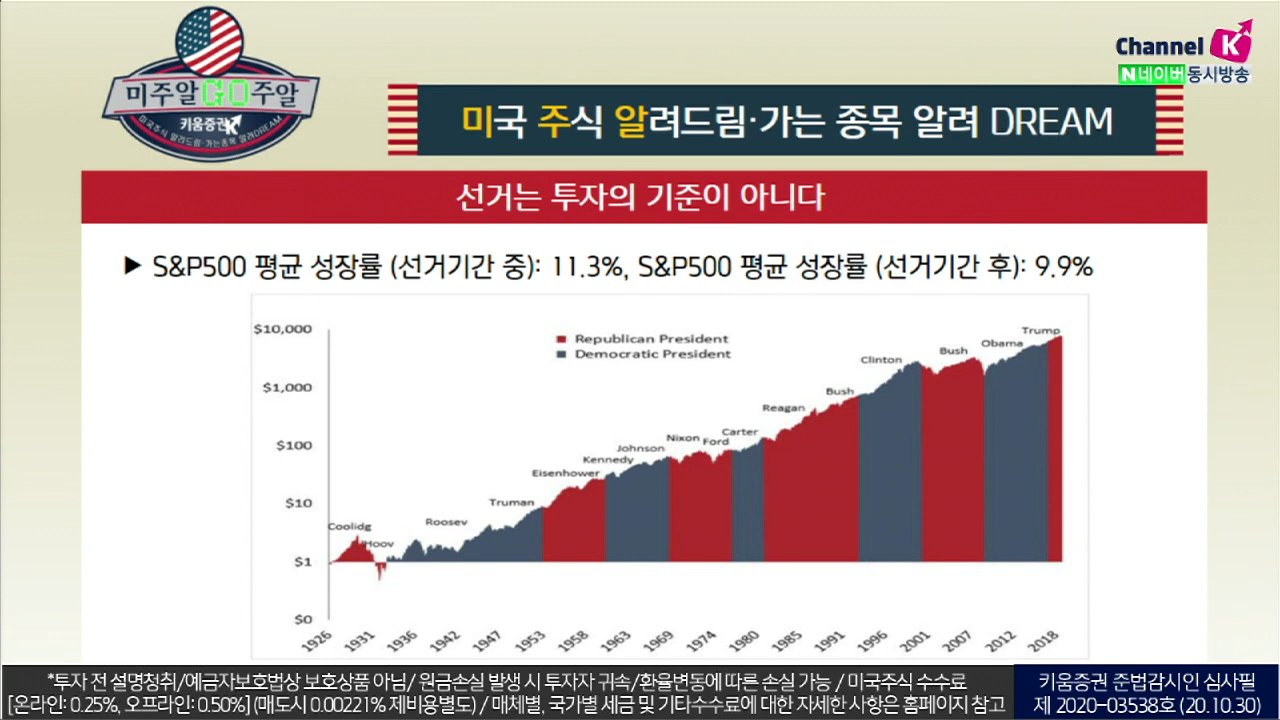 Channel K
N 네이버 동시방송
미주알GO주알
키움증권
미국주식 알려드림·가는종목 알려DREAM
미국 주식 알려드림·가는 종목 알려 DREAM
선거는 투자의 기준이 아니다
▶ S&P500 평균 성장률 (선거기간 중): 11.3%, S&P500 평균 성장률 (선거기간 후): 9.9%
$10,000
$1,000
$100
$10
$1
$0
Republican President
Democratic President
Coolidg
Hoov
Roosev
Truman
Eisenhower
Kennedy
Johnson
Nixon
Ford
Carter
Reagan
Bush
Clinton
Bush
Obama
Trump
1926 1931 1936 1942 1947 1953 1958 1963 1969 1974 1980 1985 1991 1996 2001 2007 2012 2018
*투자 전 설명청취/예금자보호법상 보호상품 아님/ 원금손실 발생 시 투자자 귀속/환율변동에 따른 손실 가능 / 미국주식 수수료
[온라인: 0.25%, 오프라인: 0.50%] (매도시 0.00221% 제비용별도) / 매체별, 국가별 세금 및 기타수수료에 대한 자세한 사항은 홈페이지 참고
키움증권 준법감시인 심사필
제 2020-03538호 (20.10.30)